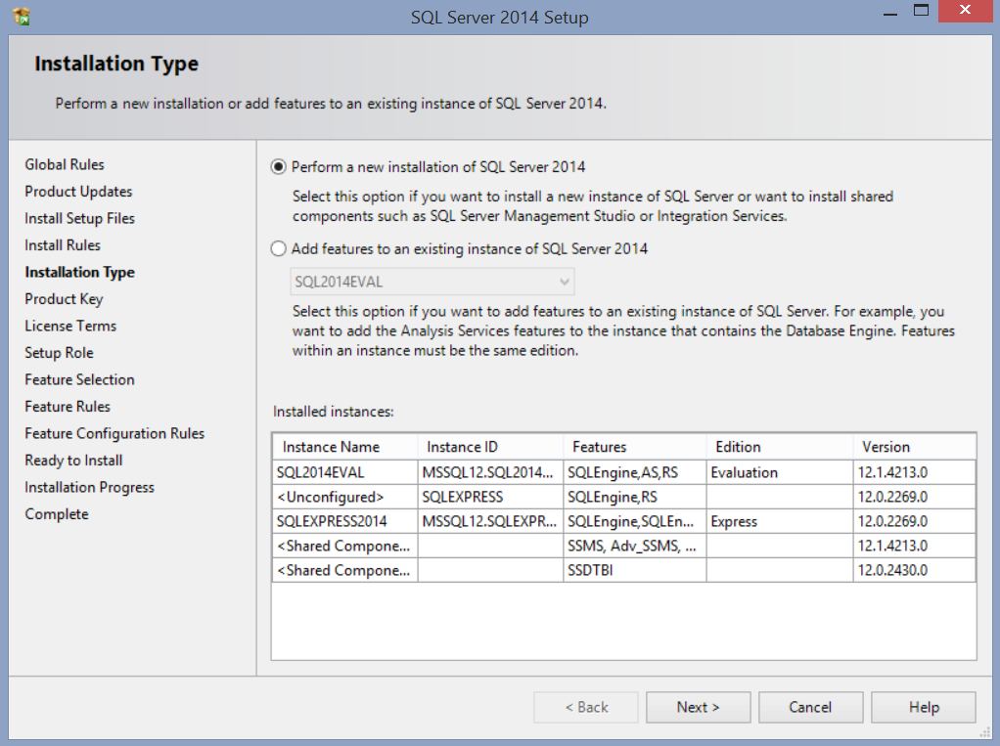 SQL Server 2014 Setup
Installation Type
Perform a new installation or add features to an existing instance of SQL Server 2014.
Global Rules
Product Updates
Install Setup Files
Install Rules
Installation Type
Product Key
License Terms
Setup Role
Feature Selection
Feature Rules
Feature Configuration Rules
Ready to Install
Installation Progress
Complete
Perform a new installation of SQL Server 2014
Select this option if you want to install a new instance of SQL Server or want to install shared
components such as SQL Server Management Studio or Integration Services.
Add features to an existing instance of SQL Server 2014
SQL2014EVAL
Select this option if you want to add features to an existing instance of SQL Server. For example, you
want to add the Analysis Services features to the instance that contains the Database Engine. Features
within an instance must be the same edition.
Installed instances:
Instance Name Instance ID Features Edition Version
SQL2014EVAL MSSQL12.SQL2014... SQLEngine,AS,RS Evaluation 12.1.4213.0
<Unconfigured> SQLEXPRESS SQLEngine,RS 12.0.2269.0
SQLEXPRESS2014 MSSQL12.SQLEXPR... SQLEngine,SQLEn... Express 12.0.2269.0
<Shared Compone... SSMS, Adv_SSMS, ... 12.1.4213.0
<Shared Compone... SSDTBI 12.0.2430.0
< Back Next > Cancel Help